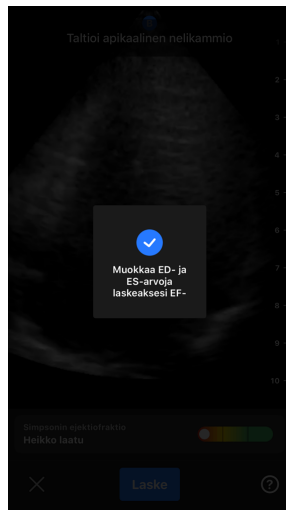 Taltioi apikaalinen nelikammio
1
2
3
4
5
6
7
8
9
10
Muokkaa ED- ja
ES-arvoja
laskeaksesi EF-
Simpsonin ejektiofraktio
Heikko laatu
Laske
?